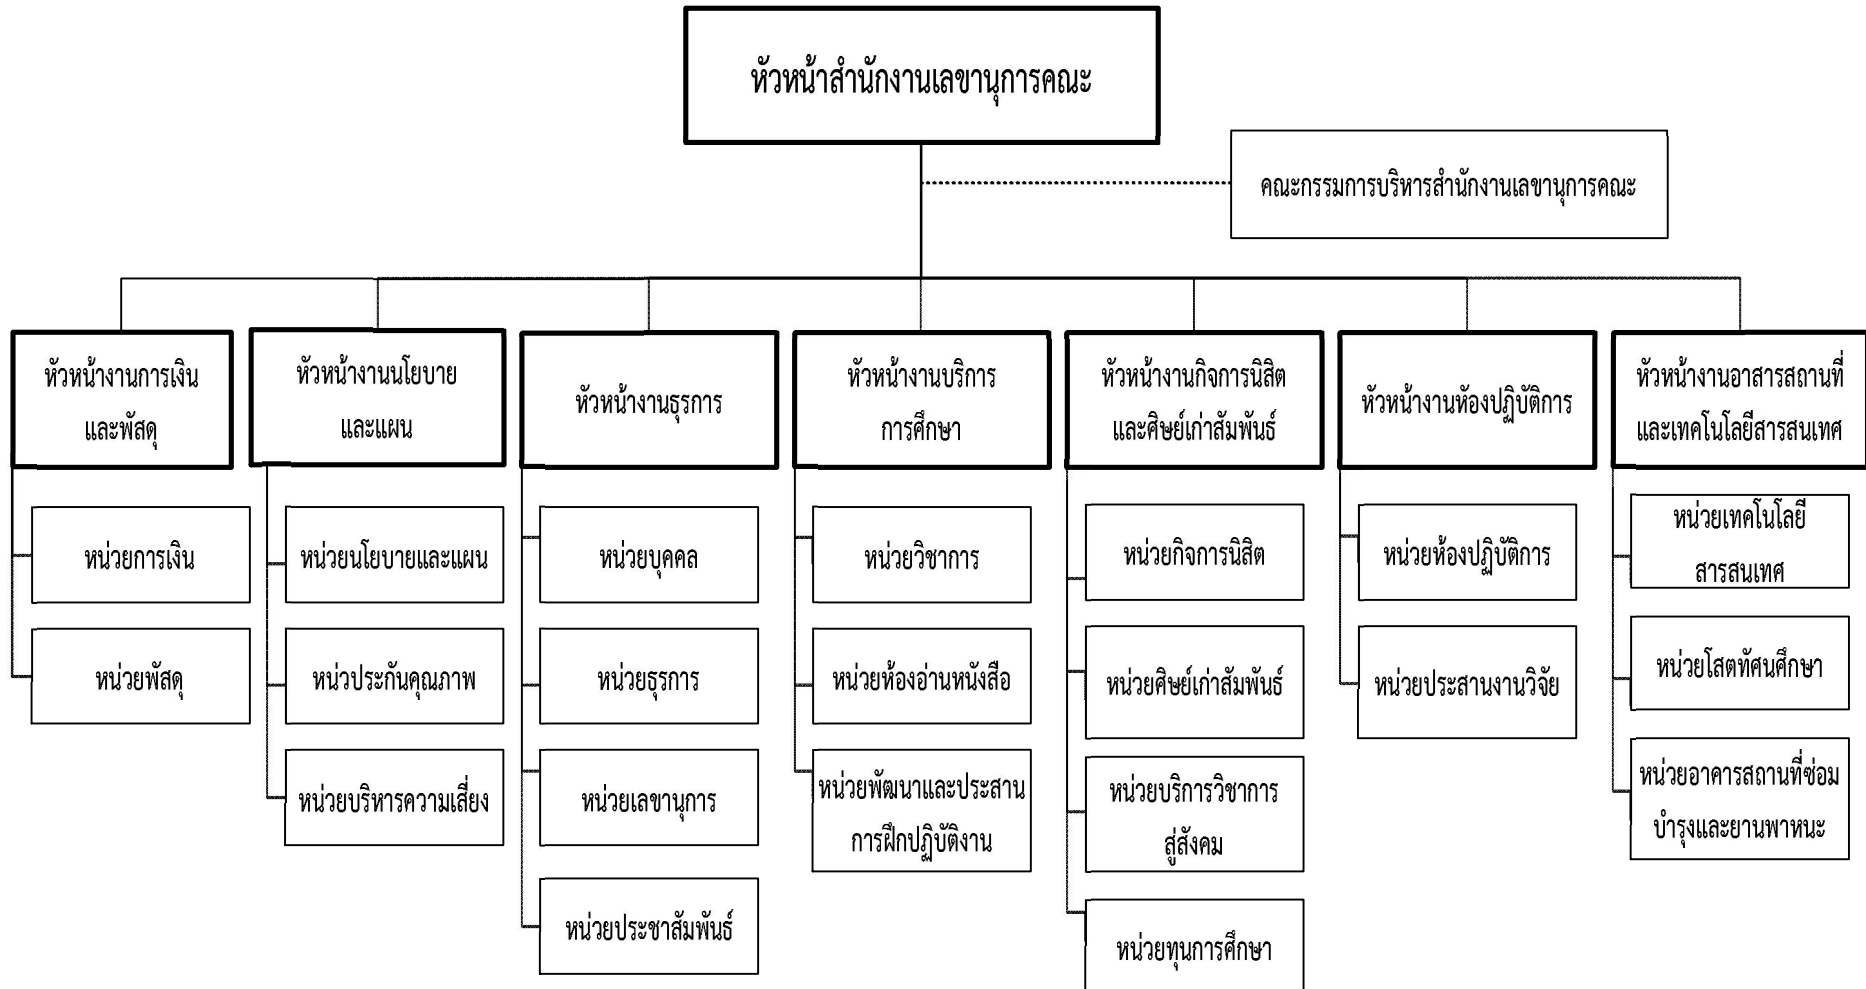 หัวหน้าสำนักงานเลขานุการคณะ
คณะกรรมการบริหารสำนักงานเลขานุการคณะ
หัวหน้างานการเงิน
และพัสดุ
หัวหน้างานนโยบาย
และแผน
หัวหน้างานธุรการ
หัวหน้างานบริการ
การศึกษา
หัวหน้างานกิจการนิสิต
และศิษย์เก่าสัมพันธ์
หัวหน้างานห้องปฏิบัติการ
หัวหน้างานอาสารสถานที่
และเทคโนโลยีสารสนเทศ
หน่วยการเงิน
หน่วยพัสดุ
หน่วยนโยบายและแผน
หน่วประกันคุณภาพ
หน่วยบริหารความเสี่ยง
หน่วยบุคคล
หน่วยธุรการ
หน่วยเลขานุการ
หน่วยประชาสัมพันธ์
หน่วยวิชาการ
หน่วยห้องอ่านหนังสือ
หน่วยพัฒนาและประสาน
การฝึกปฏิบัติงาน
หน่วยกิจการนิสิต
หน่วยศิษย์เก่าสัมพันธ์
หน่วยบริการวิชาการ
สู่สังคม
หน่วยทุนการศึกษา
หน่วยห้องปฏิบัติการ
หน่วยประสานงานวิจัย
หน่วยเทคโนโลยี
สารสนเทศ
หน่วยโสตทัศนศึกษา
หน่วยอาคารสถานที่ซ่อม
บำรุงและยานพาหนะ